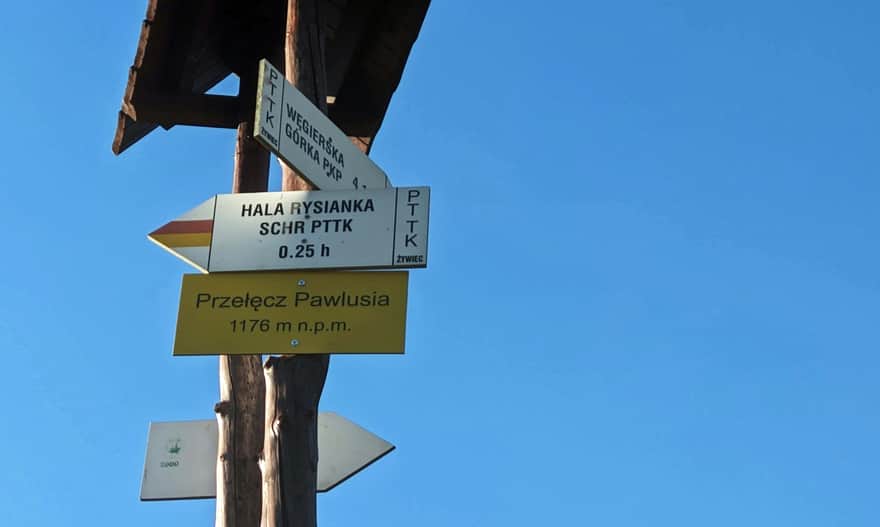 PTTK
WĘGIERSKA
GÓRKA PKP
ŻYWIEC
HALA RYSIANKA
SCHR PTTK
0.25 h
PTTK
ŻYWIEC
Przełęcz Pawlusia
1176 m n.p.m.